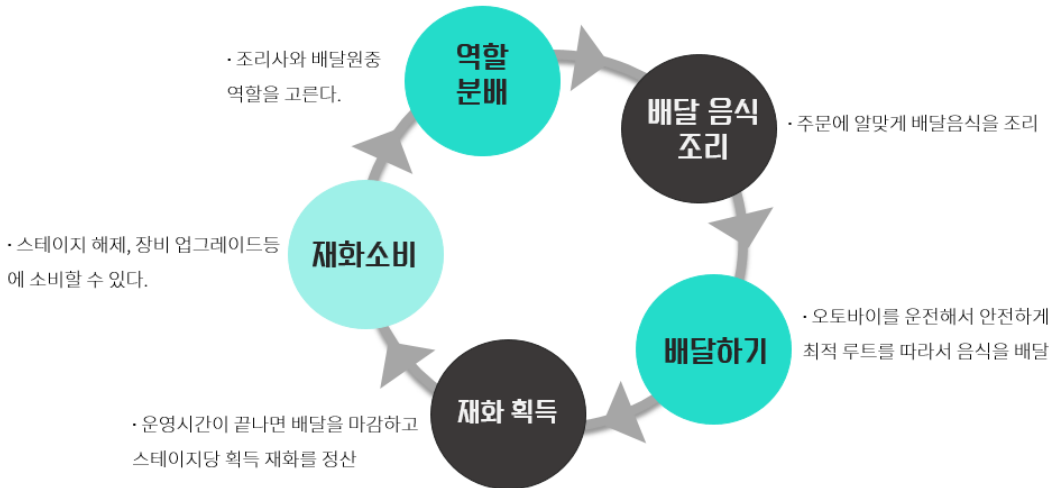 역할
분배
· 조리사와 배달원중
역할을 고른다.
배달 음식
조리
· 주문에 알맞게 배달음식을 조리
배달하기
· 오토바이를 운전해서 안전하게
최적 루트를 따라서 음식을 배달
재화 획득
· 운영시간이 끝나면 배달을 마감하고
스테이지당 획득 재화를 정산
재화소비
· 스테이지 해제, 장비 업그레이드등
에 소비할 수 있다.